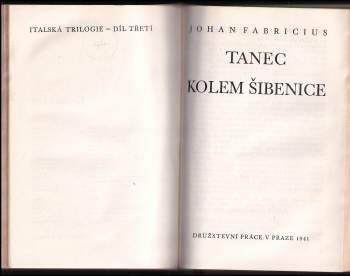 ITALSKÁ TRILOGIE – DÍL TŘETÍ
JOHAN FABRICIUS
TANEC
KOLEM ŠIBENICE
DRUŽSTEVNÍ PRÁCE V PRAZE 1941